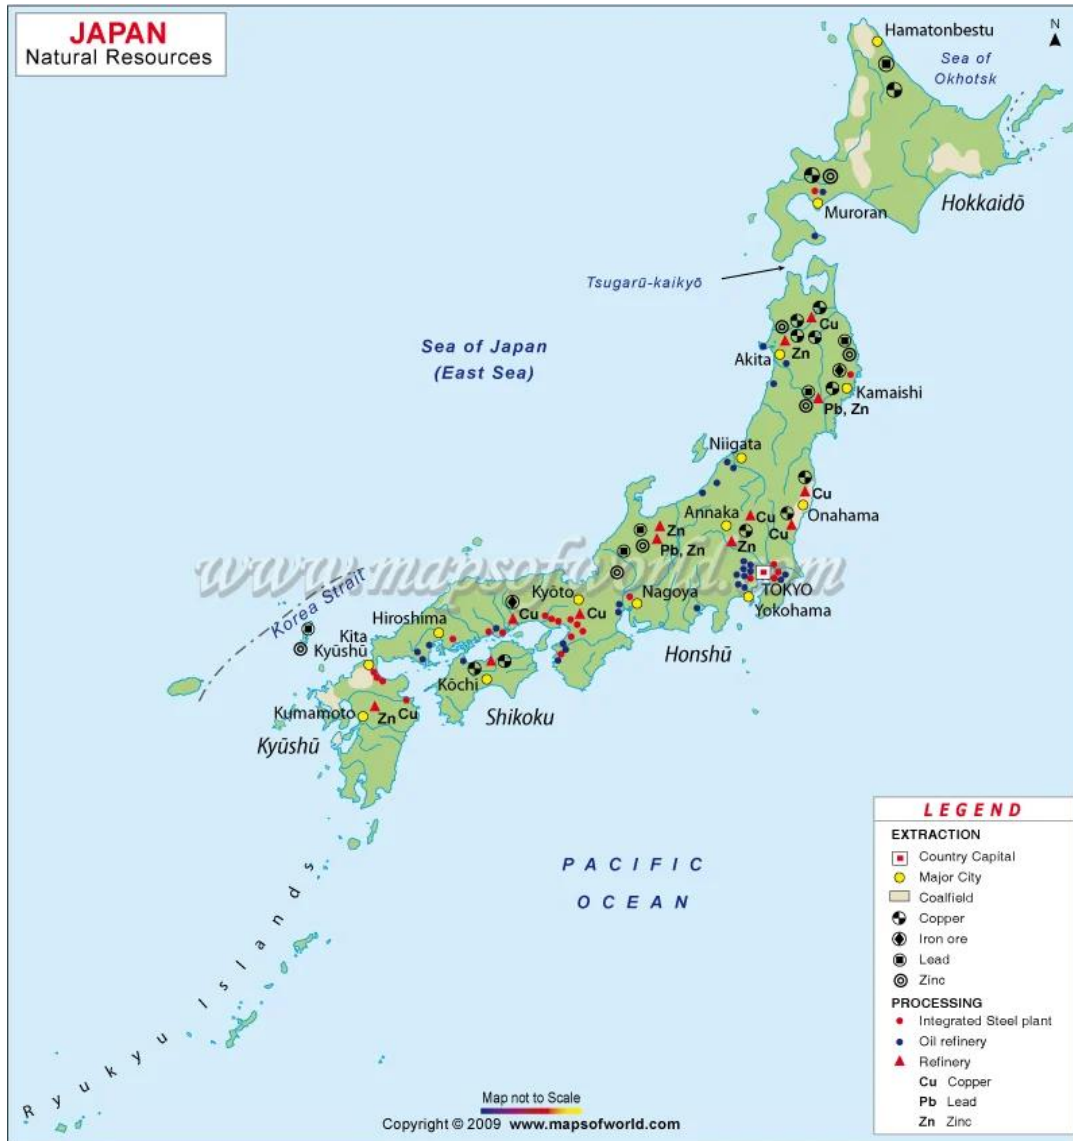 JAPAN
Natural Resources
N
Hamatonbestu
Sea of
Okhotsk
Hokkaidō
Muroran
Tsugarū-kaikyō
Sea of Japan
(East Sea)
Cu
Zn
Akita
Kamaishi
Pb, Zn
Niigata
Cu
Onahama
Annaka
Cu
Cu
Zn
Zn
Pb, Zn
www.mapsofworld.com
TOKYO
Yokohama
Kyōto
Nagoya
Korea Strait
Hiroshima
Cu
Cu
Kita
Kyūshū
Honshū
Kōchi
Shikoku
Kumamoto
Zn
Cu
Kyūshū
Ryukyu Islands
PACIFIC
OCEAN
LEGEND
EXTRACTION
Country Capital
Major City
Coalfield
Copper
Iron ore
Lead
Zinc
PROCESSING
Integrated Steel plant
Oil refinery
Refinery
Cu Copper
Pb Lead
Zn Zinc
Map not to Scale
Copyright © 2009 www.mapsofworld.com